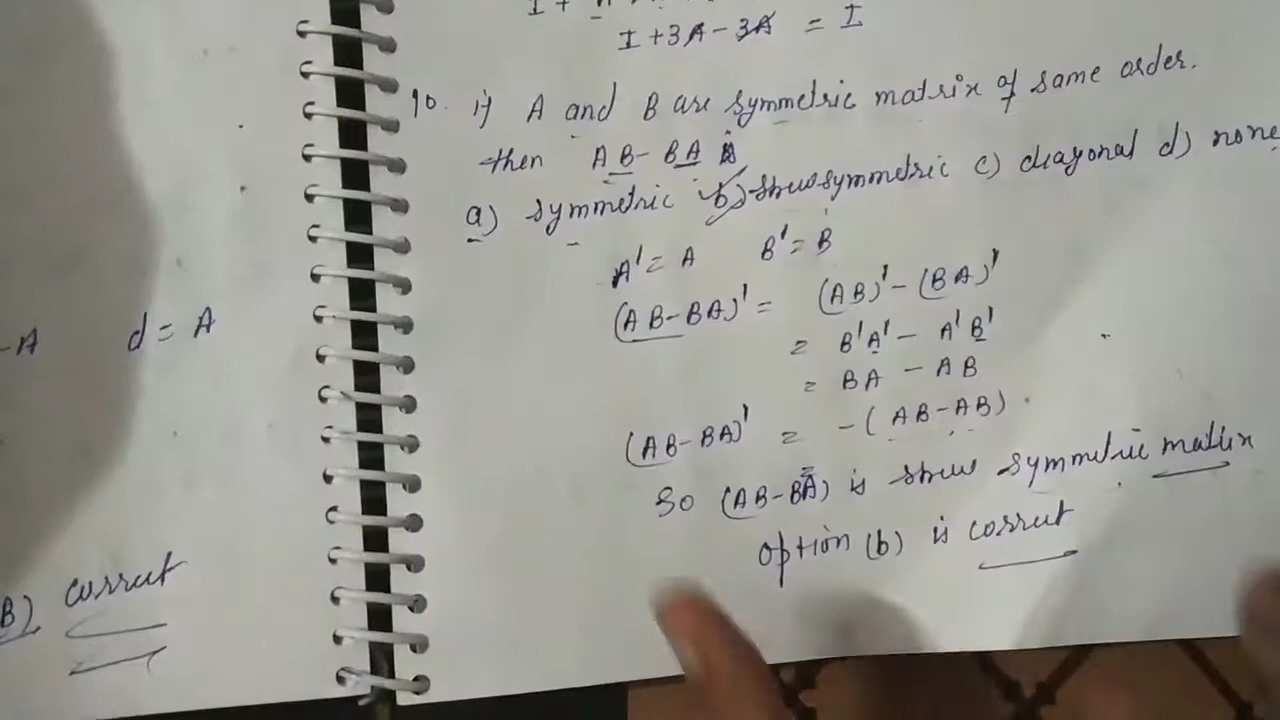 -A d = A
B) corrut
I +
I + 3A - 3A = I
10. if A and B are symmetric matrix of same order.
then AB - BA is
a) symmetric b) skew symmetric c) diagonal d) none
A' = A B' = B
(AB - BA)' = (AB)' - (BA)'
= B'A' - A'B'
= BA - AB
(AB - BA)' = -(AB - AB).
So (AB - BA) is skew symmetric matrix
option (b) is corrut